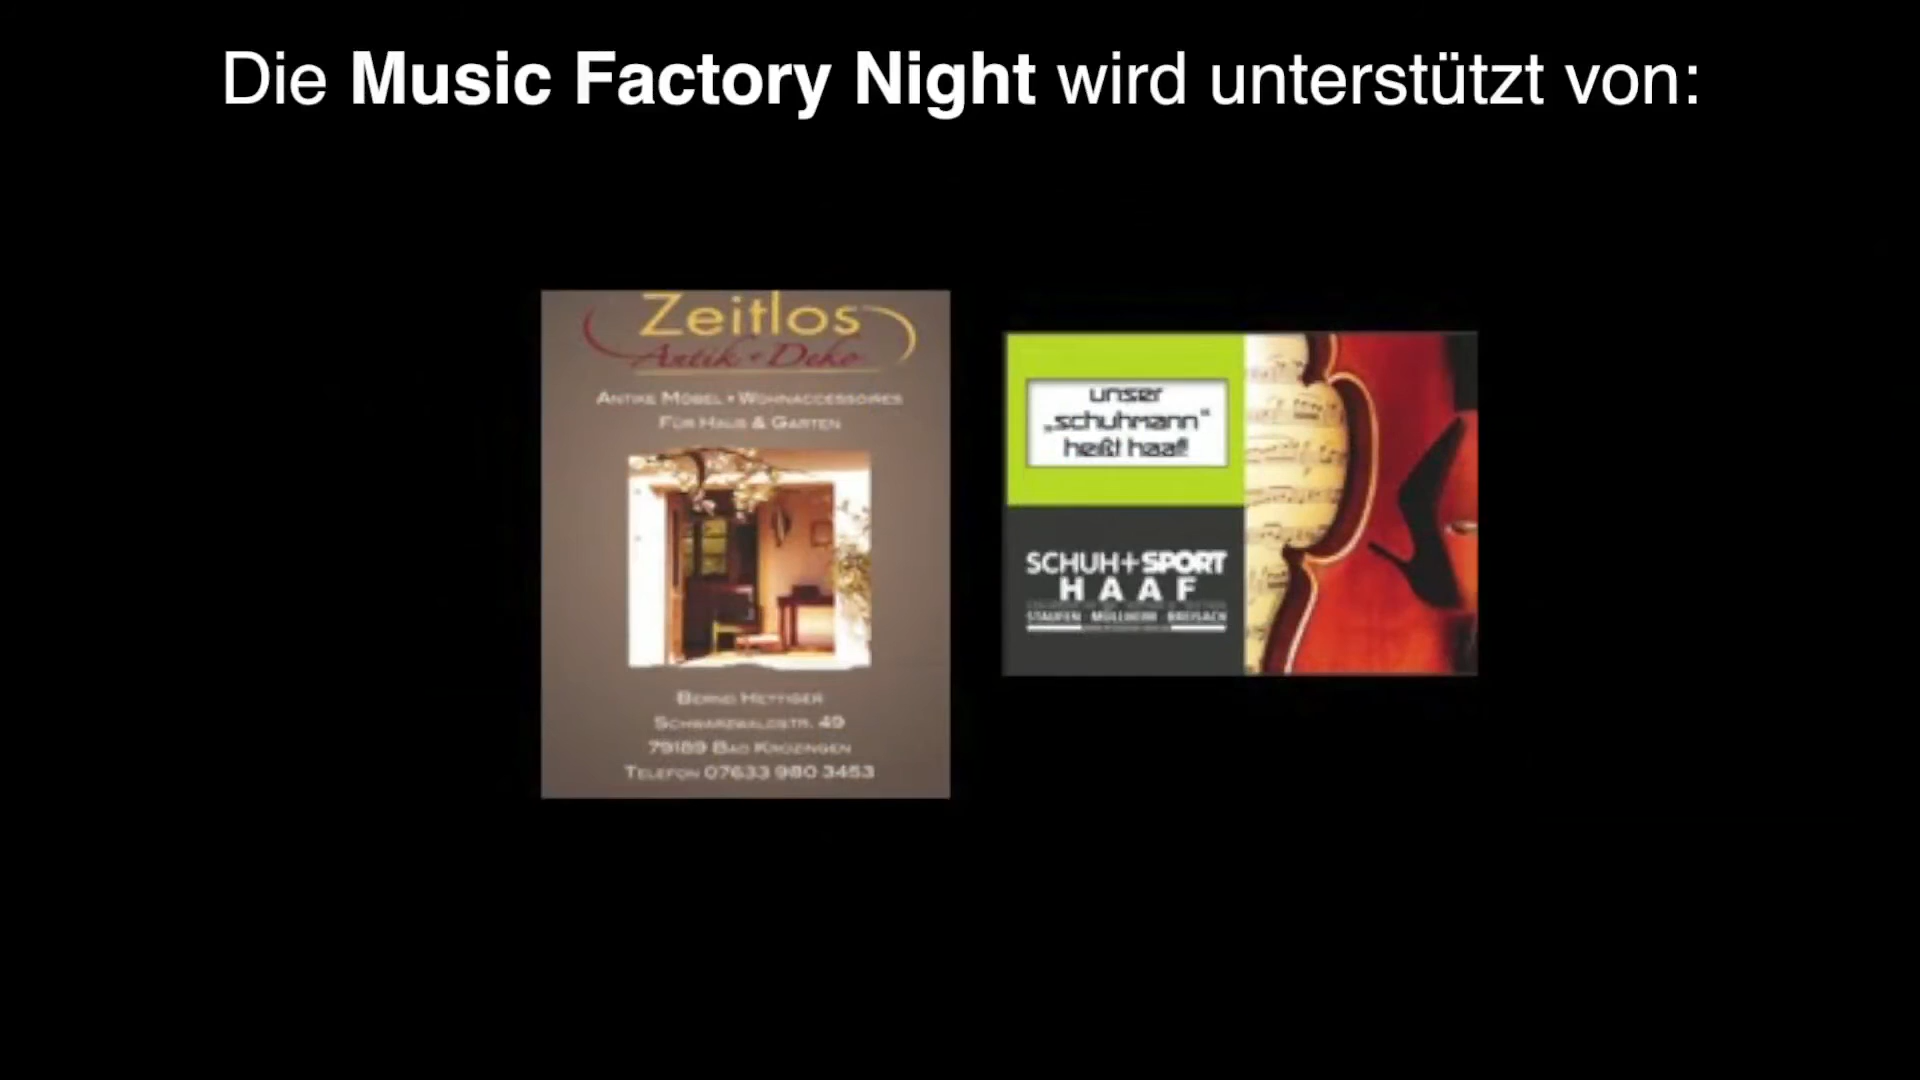 Die Music Factory Night wird unterstützt von:
Zeitlos
Antik + Deko
ANTIKE MÖBEL • WOHNACCESSOIRES
FÜR HAUS & GARTEN
BERND HETTIGER
SCHWARZWALDSTR. 49
79189 BAD KROZINGEN
TELEFON 07633 980 3453
unser
„schuhmann“
heißt haaf!
SCHUH+SPORT
HAAF
STAUFEN MÜLLHEIM BREISACH